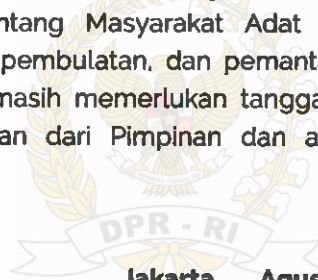 ntang Masyarakat Adat
pembulatan, dan pemant
masih memerlukan tangga
an dari Pimpinan dan a
DPR - RI
Jakarta, Agus